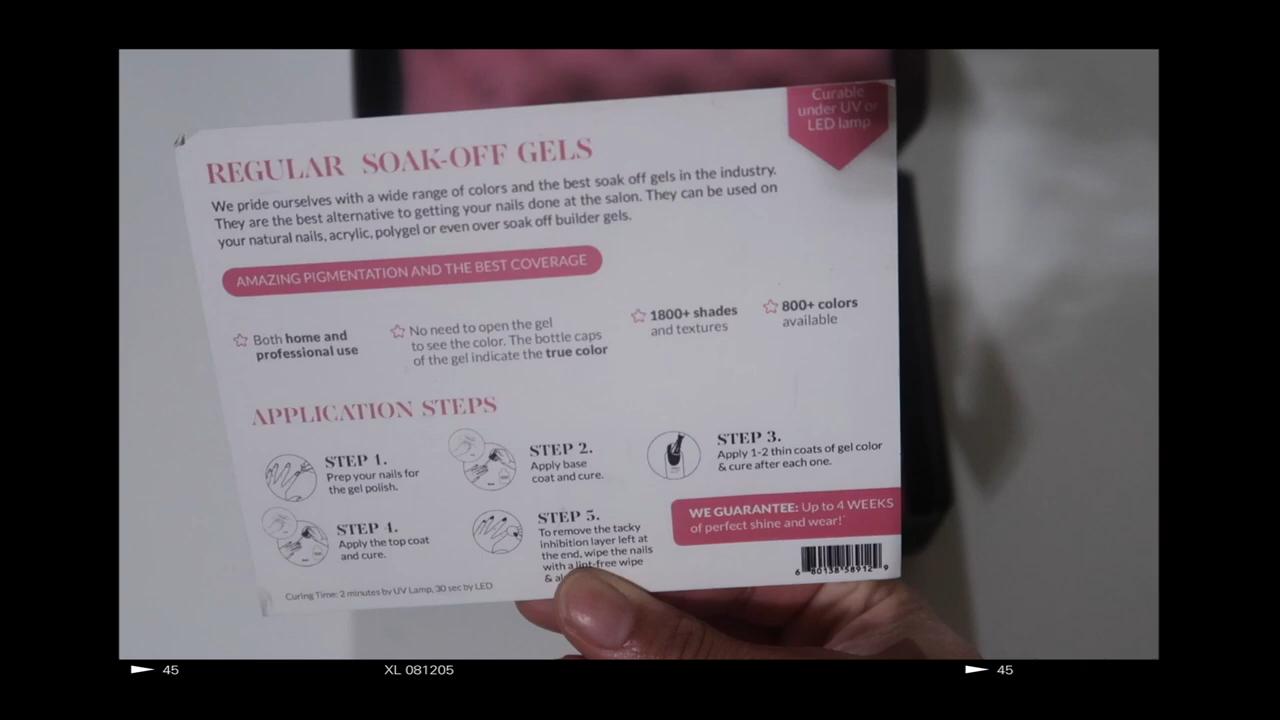 Curable
under UV or
LED lamp
REGULAR SOAK-OFF GELS
We pride ourselves with a wide range of colors and the best soak off gels in the industry.
They are the best alternative to getting your nails done at the salon. They can be used on
your natural nails, acrylic, polygel or even over soak off builder gels.
AMAZING PIGMENTATION AND THE BEST COVERAGE
Both home and
professional use
No need to open the gel
to see the color. The bottle caps
of the gel indicate the true color
1800+ shades
and textures
800+ colors
available
APPLICATION STEPS
STEP 1.
Prep your nails for
the gel polish.
STEP 2.
Apply base
coat and cure.
STEP 3.
Apply 1-2 thin coats of gel color
& cure after each one.
STEP 4.
Apply the top coat
and cure.
STEP 5.
To remove the tacky
inhibition layer left at
the end, wipe the nails
with a lint-free wipe
&
WE GUARANTEE: Up to 4 WEEKS
of perfect shine and wear!*
6 80138 58912 9
Curing Time: 2 minutes by UV Lamp, 30 sec by LED
45
XL 081205
45